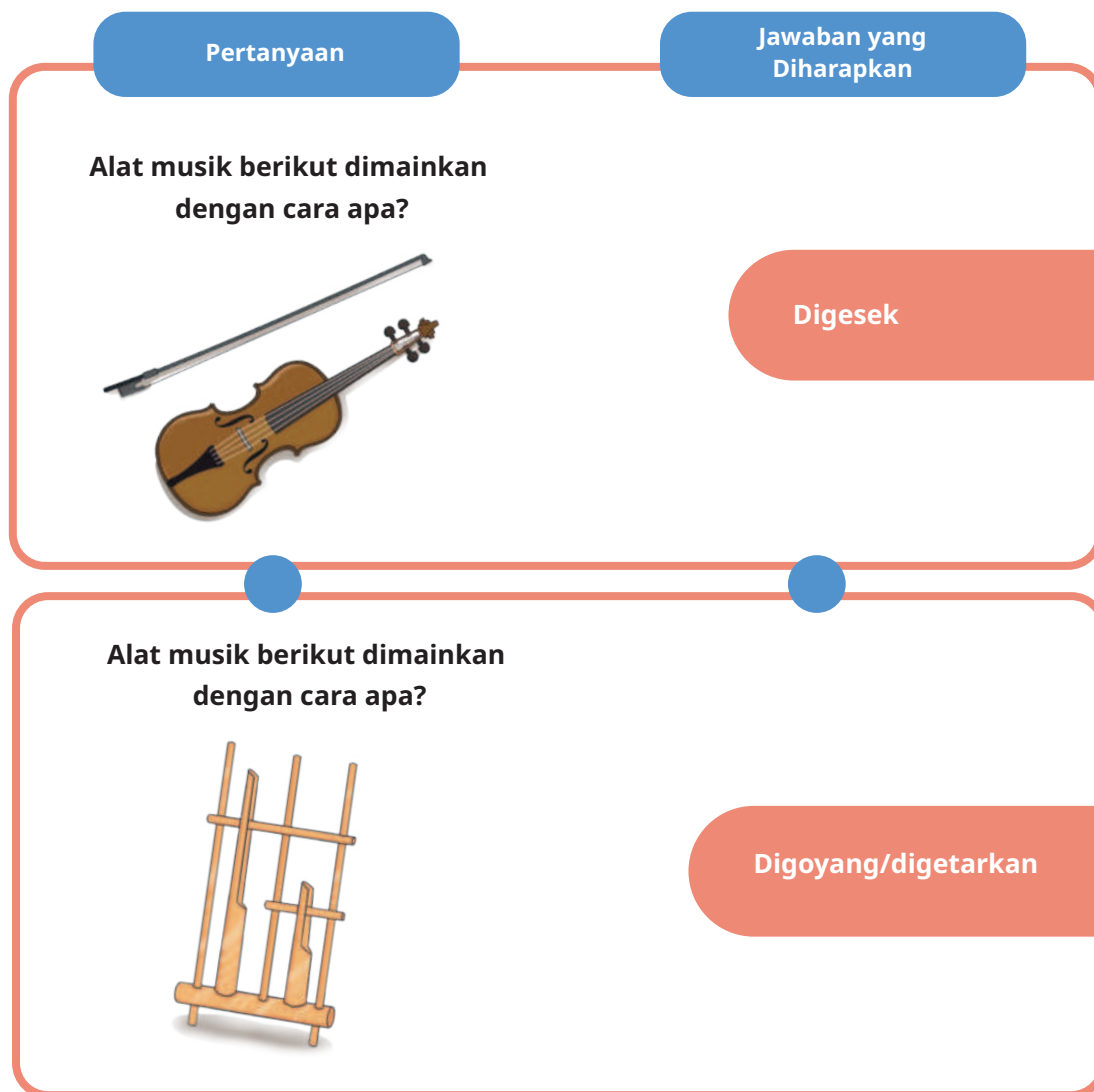 Pertanyaan
Jawaban yang
Diharapkan
Alat musik berikut dimainkan
dengan cara apa?
Digesek
Alat musik berikut dimainkan
dengan cara apa?
Digoyang/digetarkan